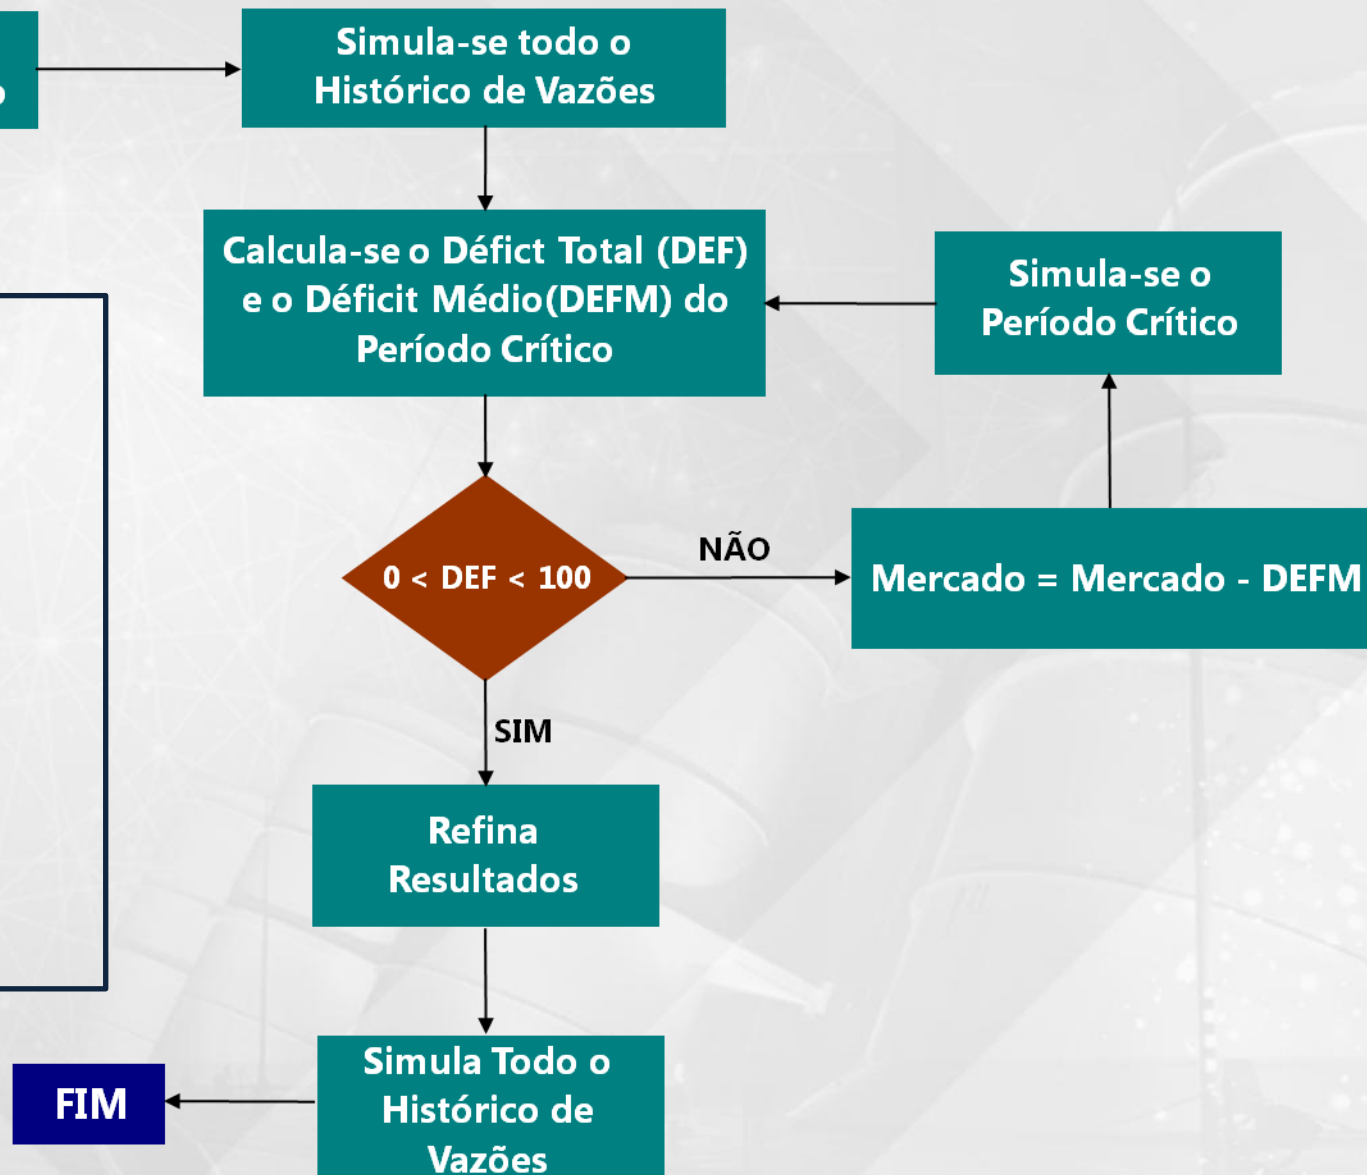 Simula-se todo o
Histórico de Vazões
Calcula-se o Défict Total (DEF)
e o Déficit Médio(DEFM) do
Período Crítico
Simula-se o
Período Crítico
0 < DEF < 100
NÃO
Mercado = Mercado - DEFM
SIM
Refina
Resultados
Simula Todo o
Histórico de
Vazões
FIM